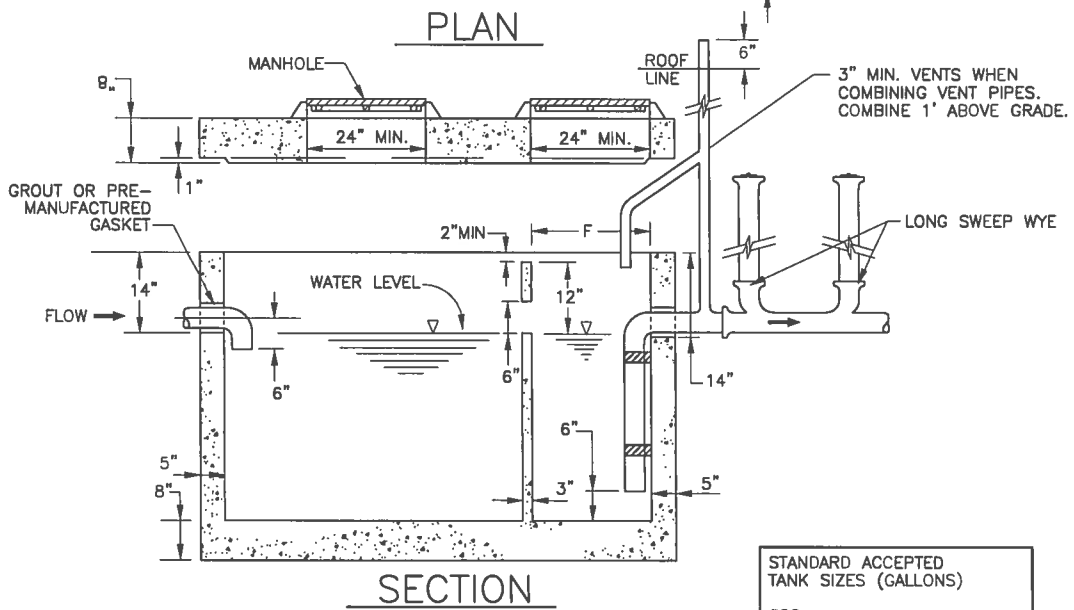 PLAN
6"
ROOF
LINE
MANHOLE
3" MIN. VENTS WHEN
COMBINING VENT PIPES.
COMBINE 1' ABOVE GRADE.
8"
24" MIN.
24" MIN.
1"
GROUT OR PRE-
MANUFACTURED
GASKET
2"MIN
F
LONG SWEEP WYE
14"
WATER LEVEL
12"
FLOW
6"
6"
14"
6"
5"
3"
5"
8"
SECTION
STANDARD ACCEPTED
TANK SIZES (GALLONS)